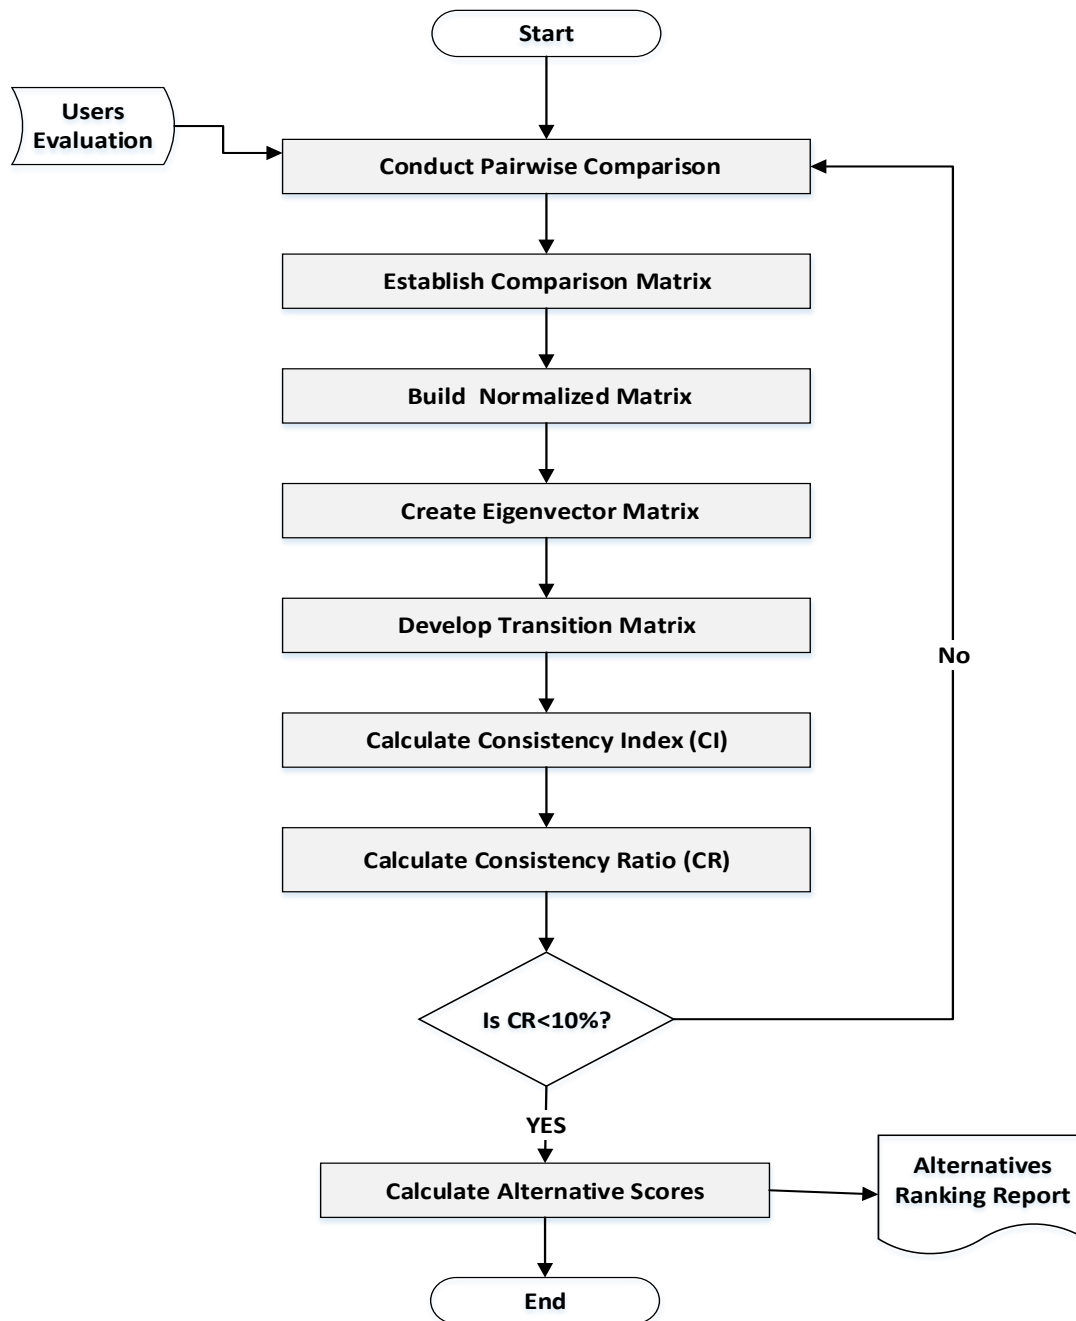 Start
Users
Evaluation
Conduct Pairwise Comparison
Establish Comparison Matrix
Build  Normalized Matrix
Create Eigenvector Matrix
Develop Transition Matrix
No
Calculate Consistency Index (CI)
Calculate Consistency Ratio (CR)
Is CR<10%?
YES
Calculate Alternative Scores
Alternatives
Ranking Report
End